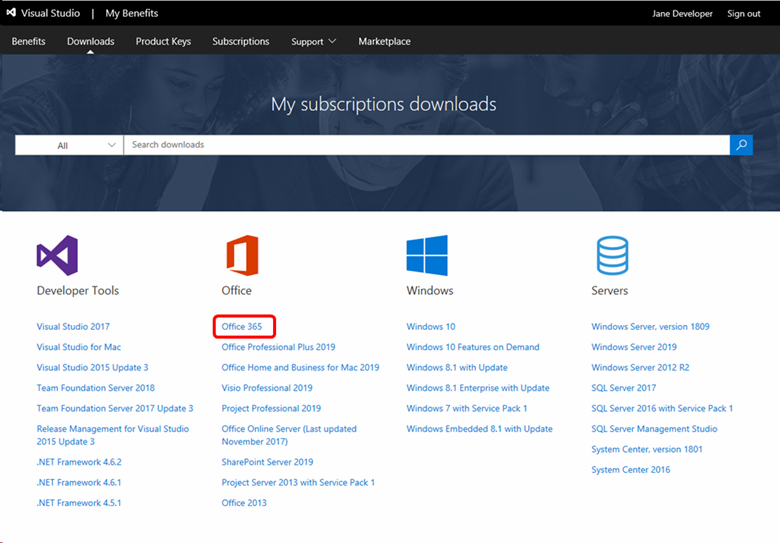 Visual Studio | My Benefits
Jane Developer Sign out
Benefits Downloads Product Keys Subscriptions Support Marketplace
My subscriptions downloads
All Search downloads
Developer Tools
Visual Studio 2017
Visual Studio for Mac
Visual Studio 2015 Update 3
Team Foundation Server 2018
Team Foundation Server 2017 Update 3
Release Management for Visual Studio
2015 Update 3
.NET Framework 4.6.2
.NET Framework 4.6.1
.NET Framework 4.5.1
Office
Office 365
Office Professional Plus 2019
Office Home and Business for Mac 2019
Visio Professional 2019
Project Professional 2019
Office Online Server (Last updated
November 2017)
SharePoint Server 2019
Project Server 2013 with Service Pack 1
Office 2013
Windows
Windows 10
Windows 10 Features on Demand
Windows 8.1 with Update
Windows 8.1 Enterprise with Update
Windows 7 with Service Pack 1
Windows Embedded 8.1 with Update
Servers
Windows Server, version 1809
Windows Server 2019
Windows Server 2012 R2
SQL Server 2017
SQL Server 2016 with Service Pack 1
SQL Server Management Studio
System Center, version 1801
System Center 2016